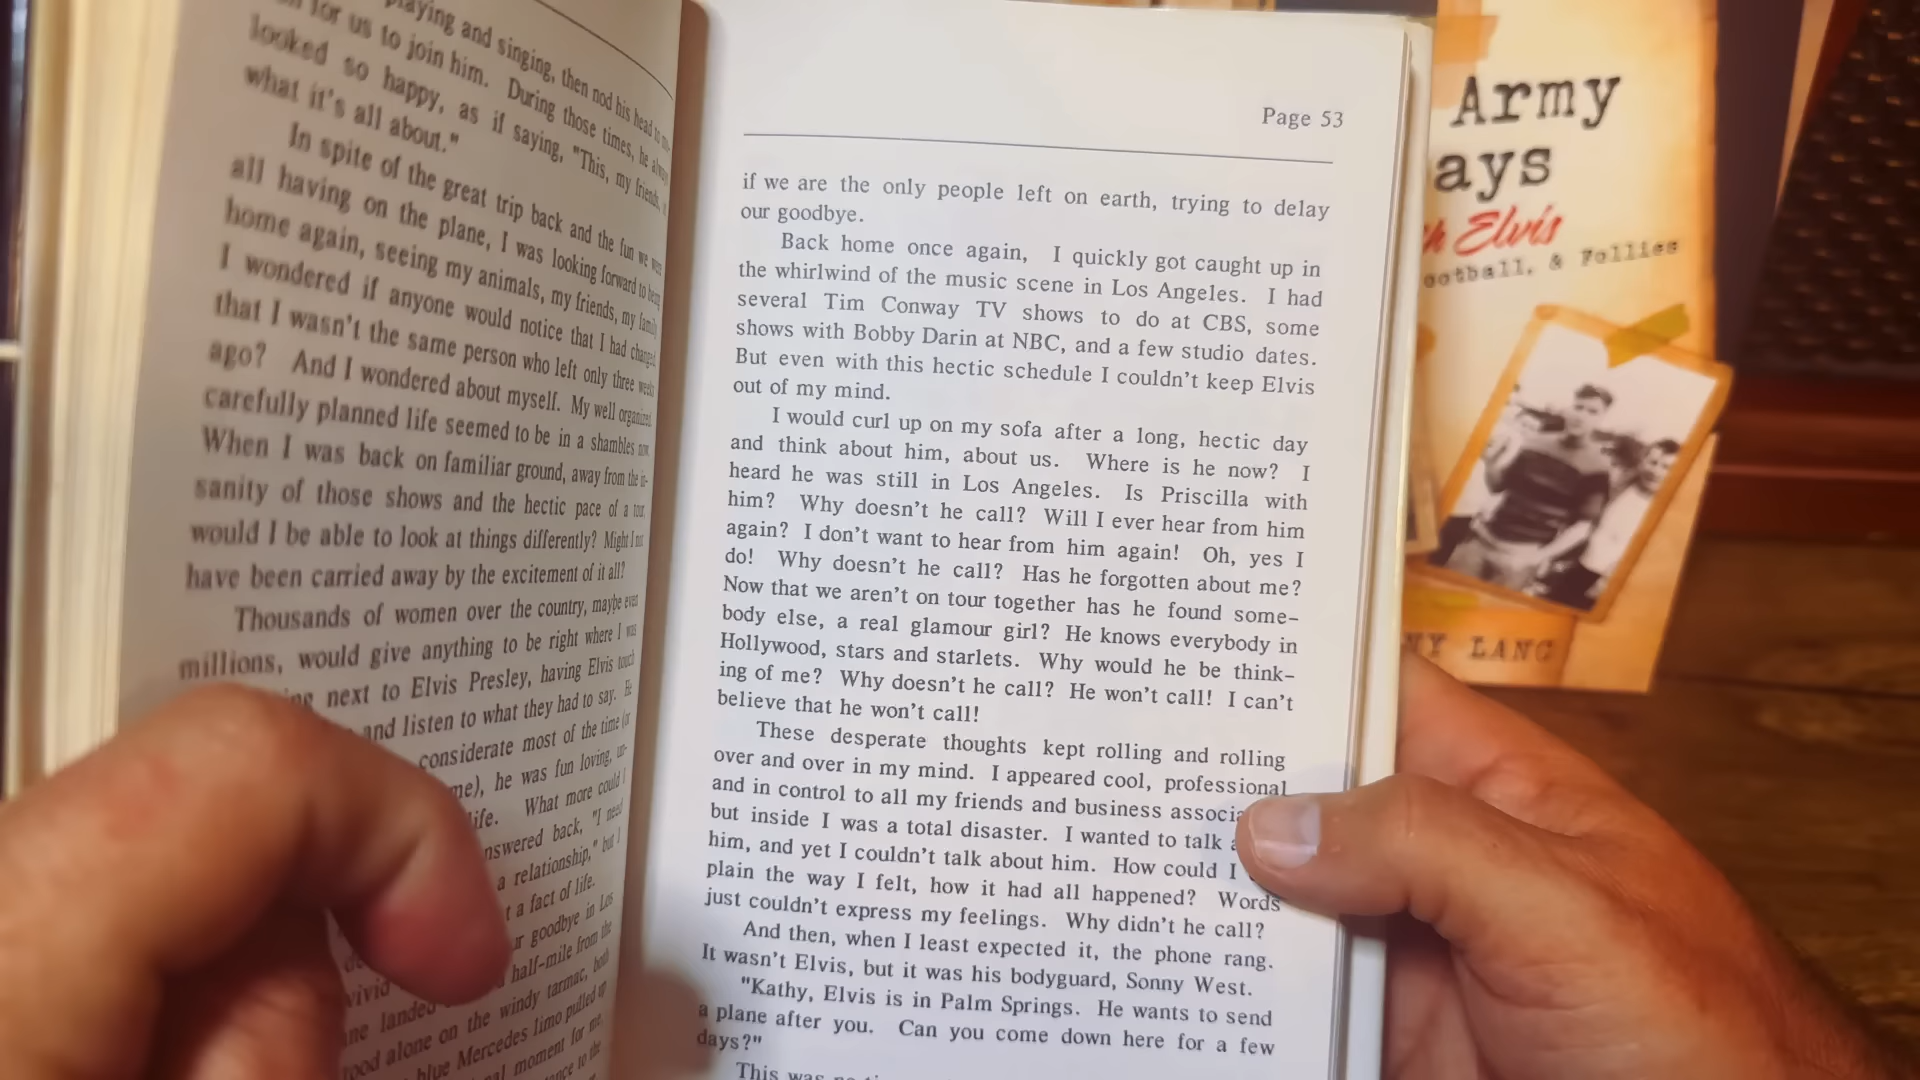 playing and singing, then nod his head to
for us to join him. During those times, he always
looked so happy, as if saying, "This, my friends,
what it's all about."
In spite of the great trip back and the fun we were
all having on the plane, I was looking forward to being
home again, seeing my animals, my friends, my family.
I wondered if anyone would notice that I had changed,
that I wasn't the same person who left only three weeks
ago? And I wondered about myself. My well organized,
carefully planned life seemed to be in a shambles now.
When I was back on familiar ground, away from the in-
sanity of those shows and the hectic pace of a tour,
would I be able to look at things differently? Might I not
have been carried away by the excitement of it all?
Thousands of women over the country, maybe even
millions, would give anything to be right where I was
next to Elvis Presley, having Elvis touch
and listen to what they had to say. He
considerate most of the time (or
me), he was fun loving, un-
life. What more could I
answered back, "I need
a relationship," but I
t a fact of life.
ur goodbye in Los
half-mile from the
vivid windy tarmac, both
ane landed
ood alone on the
blue Mercedes limo pulled up
moment for me.
to the
Page 53
if we are the only people left on earth, trying to delay
our goodbye.
Back home once again, I quickly got caught up in
the whirlwind of the music scene in Los Angeles. I had
several Tim Conway TV shows to do at CBS, some
shows with Bobby Darin at NBC, and a few studio dates.
But even with this hectic schedule I couldn't keep Elvis
out of my mind.
I would curl up on my sofa after a long, hectic day
and think about him, about us. Where is he now? I
heard he was still in Los Angeles. Is Priscilla with
him? Why doesn't he call? Will I ever hear from him
again? I don't want to hear from him again! Oh, yes I
do! Why doesn't he call? Has he forgotten about me?
Now that we aren't on tour together has he found some-
body else, a real glamour girl? He knows everybody in
Hollywood, stars and starlets. Why would he be think-
ing of me? Why doesn't he call? He won't call! I can't
believe that he won't call!
These desperate thoughts kept rolling and rolling
over and over in my mind. I appeared cool, professional
and in control to all my friends and business associa
but inside I was a total disaster. I wanted to talk
him, and yet I couldn't talk about him. How could I
plain the way I felt, how it had all happened? Words
just couldn't express my feelings. Why didn't he call?
And then, when I least expected it, the phone rang.
It wasn't Elvis, but it was his bodyguard, Sonny West.
"Kathy, Elvis is in Palm Springs. He wants to send
a plane after you. Can you come down here for a few
days?"
This was
Army
ays
h Elvis
ootball, & Follies
NY LANG